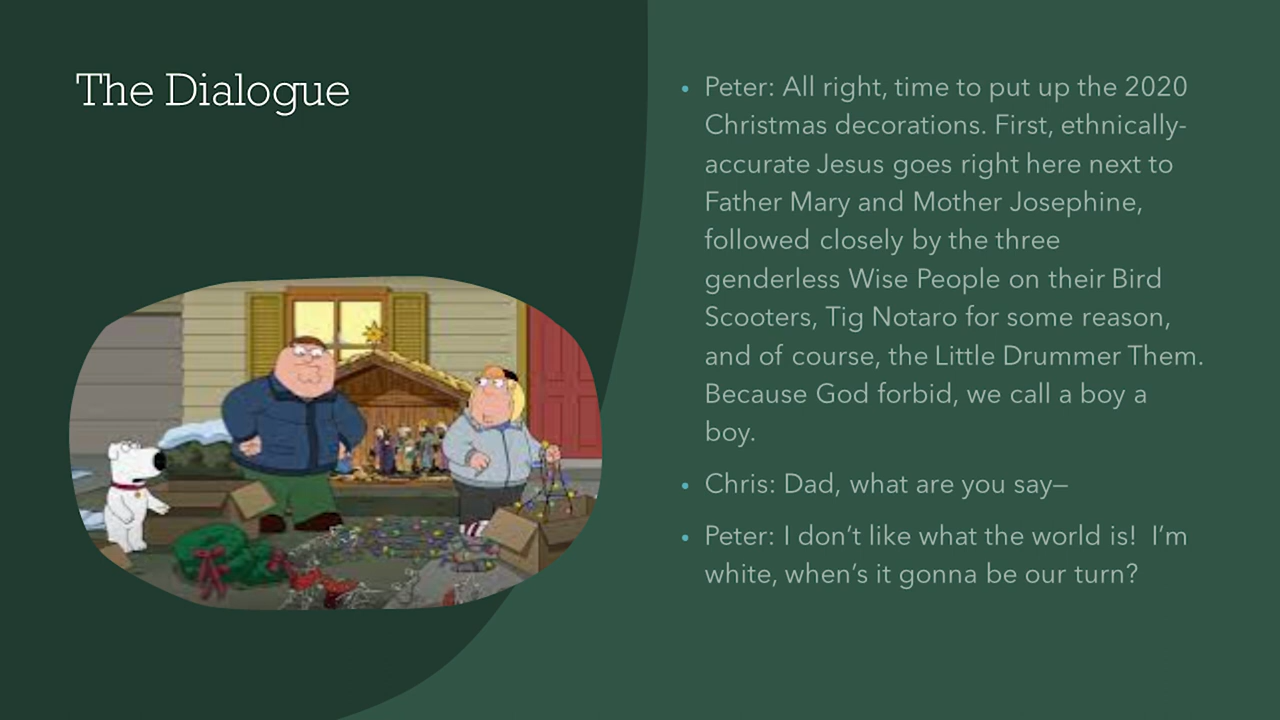 The Dialogue
• Peter: All right, time to put up the 2020
Christmas decorations. First, ethnically-
accurate Jesus goes right here next to
Father Mary and Mother Josephine,
followed closely by the three
genderless Wise People on their Bird
Scooters, Tig Notaro for some reason,
and of course, the Little Drummer Them.
Because God forbid, we call a boy a
boy.
• Chris: Dad, what are you say—
• Peter: I don’t like what the world is!  I’m
white, when’s it gonna be our turn?